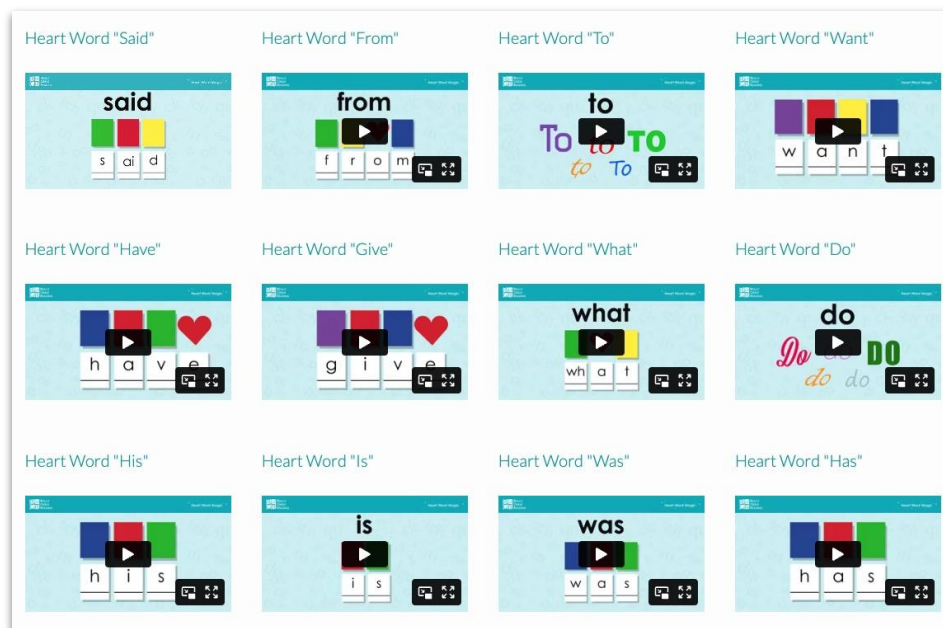 Heart Word "Said"
Heart Word "From"
Heart Word "To"
Heart Word "Want"
said
s ai d
from
f r o m
to
To to TO
to To
w a n t
Heart Word "Have"
Heart Word "Give"
Heart Word "What"
Heart Word "Do"
h a v e
g i v e
what
wh a t
do
Do DO
do do
Heart Word "His"
Heart Word "Is"
Heart Word "Was"
Heart Word "Has"
h i s
is
i s
was
w a s
h a s